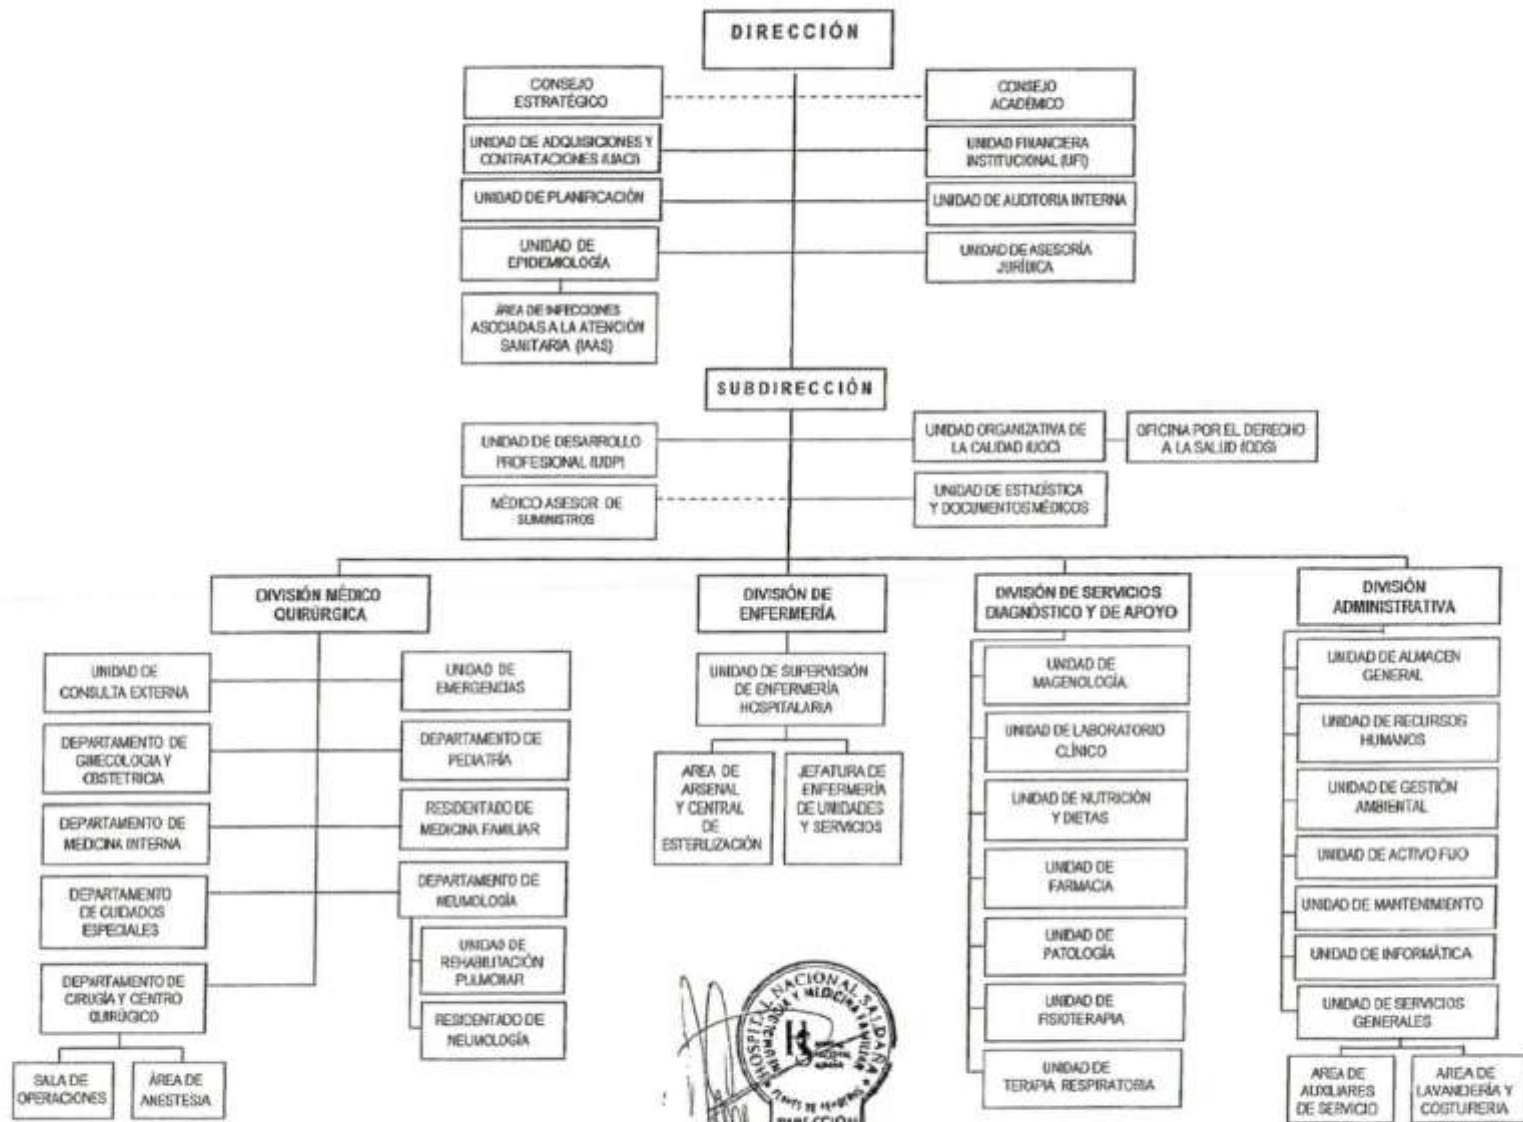 DIRECCIÓN
CONSEJO
ESTRATÉGICO
CONSEJO
ACADÉMICO
UNIDAD DE ADQUISICIONES Y
CONTRATACIONES (UACI)
UNIDAD FINANCIERA
INSTITUCIONAL (UFI)
UNIDAD DE PLANIFICACIÓN
UNIDAD DE AUDITORIA INTERNA
UNIDAD DE
EPIDEMIOLOGÍA
UNIDAD DE ASESORÍA
JURÍDICA
ÁREA DE INFECCIONES
ASOCIADAS A LA ATENCIÓN
SANITARIA (IAAS)
SUBDIRECCIÓN
UNIDAD DE DESARROLLO
PROFESIONAL (UDP)
UNIDAD ORGANIZATIVA DE
LA CALIDAD (UOC)
OFICINA POR EL DERECHO
A LA SALUD (ODS)
MÉDICO ASESOR DE
SUMINISTROS
UNIDAD DE ESTADÍSTICA
Y DOCUMENTOS MÉDICOS
DIVISIÓN MÉDICO
QUIRÚRGICA
UNIDAD DE
CONSULTA EXTERNA
UNIDAD DE
EMERGENCIAS
DEPARTAMENTO DE
GINECOLOGIA Y
OBSTETRICIA
DEPARTAMENTO DE
PEDIATRÍA
DEPARTAMENTO DE
MEDICINA INTERNA
RESIDENTADO DE
MEDICINA FAMILIAR
DEPARTAMENTO
DE CUIDADOS
ESPECIALES
DEPARTAMENTO DE
NEUMOLOGÍA
UNIDAD DE
REHABILITACIÓN
PULMONAR
RESIDENTADO DE
NEUMOLOGÍA
DEPARTAMENTO DE
CIRUGÍA Y CENTRO
QUIRÚGICO
SALA DE
OPERACIONES
ÁREA DE
ANESTESIA
DIVISIÓN DE
ENFERMERÍA
UNIDAD DE SUPERVISIÓN
DE ENFERMERÍA
HOSPITALARIA
AREA DE
ARSENAL
Y CENTRAL
DE
ESTERILIZACIÓN
JEFATURA DE
ENFERMERÍA
DE UNIDADES
Y SERVICIOS
DIVISIÓN DE SERVICIOS
DIAGNÓSTICO Y DE APOYO
UNIDAD DE
MAGENOLOGÍA
UNIDAD DE LABORATORIO
CLÍNICO
UNIDAD DE NUTRICIÓN
Y DIETAS
UNIDAD DE
FARMACIA
UNIDAD DE
PATOLOGÍA
UNIDAD DE
FISIOTERAPIA
UNIDAD DE
TERAPIA RESPIRATORIA
DIVISIÓN
ADMINISTRATIVA
UNIDAD DE ALMACEN
GENERAL
UNIDAD DE RECURSOS
HUMANOS
UNIDAD DE GESTIÓN
AMBIENTAL
UNIDAD DE ACTIVO FIJO
UNIDAD DE MANTENIMIENTO
UNIDAD DE INFORMÁTICA
UNIDAD DE SERVICIOS
GENERALES
AREA DE
AUXILIARES
DE SERVICIO
AREA DE
LAVANDERÍA Y
COSTURERIA
HOSPITAL NACIONAL SALDAÑA
NEUMOLOGÍA Y MEDICINA FAMILIAR
DIRECCIÓN